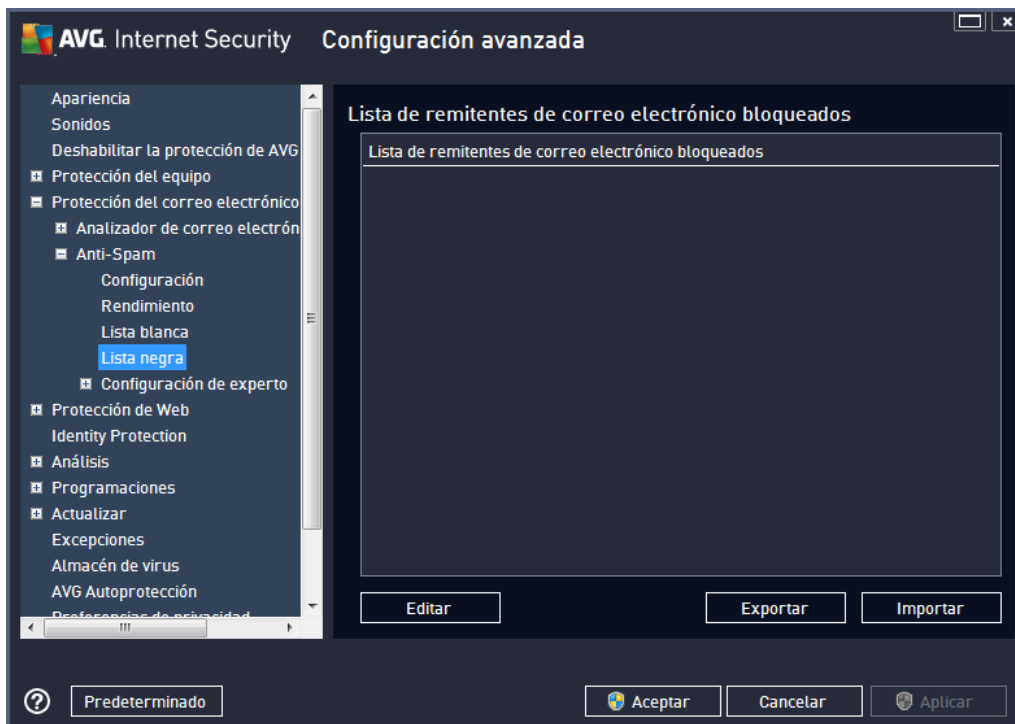 AVG. Internet Security
Configuración avanzada
Apariencia
Sonidos
Deshabilitar la protección de AVG
Protección del equipo
Protección del correo electrónico
Analizador de correo electrón
Anti-Spam
Configuración
Rendimiento
Lista blanca
Lista negra
Configuración de experto
Protección de Web
Identity Protection
Análisis
Programaciones
Actualizar
Excepciones
Almacén de virus
AVG Autoprotección
Preferencias de privacidad
Lista de remitentes de correo electrónico bloqueados
Lista de remitentes de correo electrónico bloqueados
Editar
Exportar
Importar
Predeterminado
Aceptar
Cancelar
Aplicar